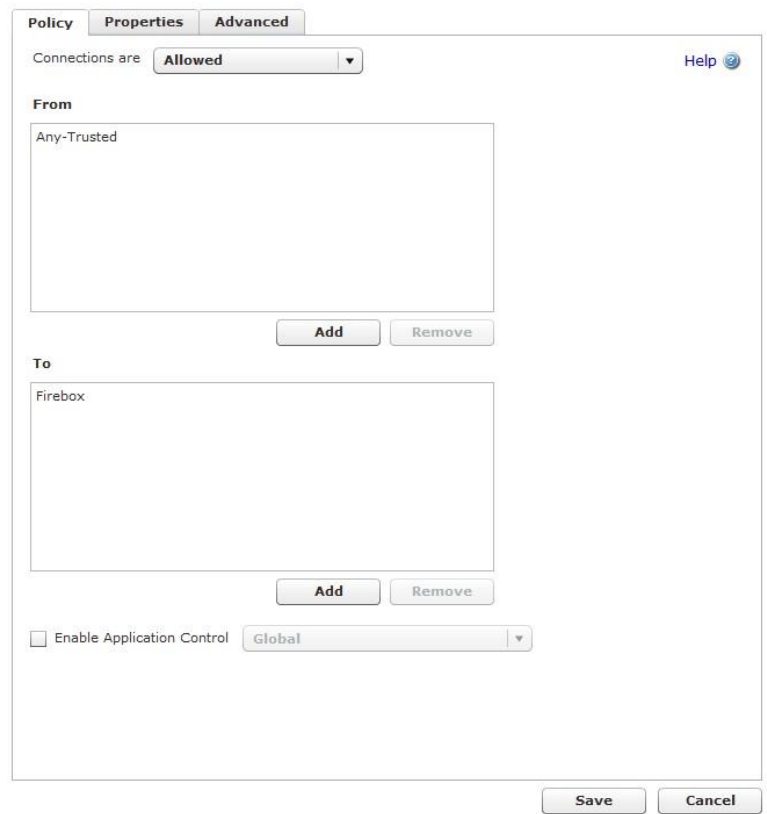 Policy Properties Advanced
Connections are Allowed Help
From
Any-Trusted
Add Remove
To
Firebox
Add Remove
Enable Application Control Global
Save Cancel